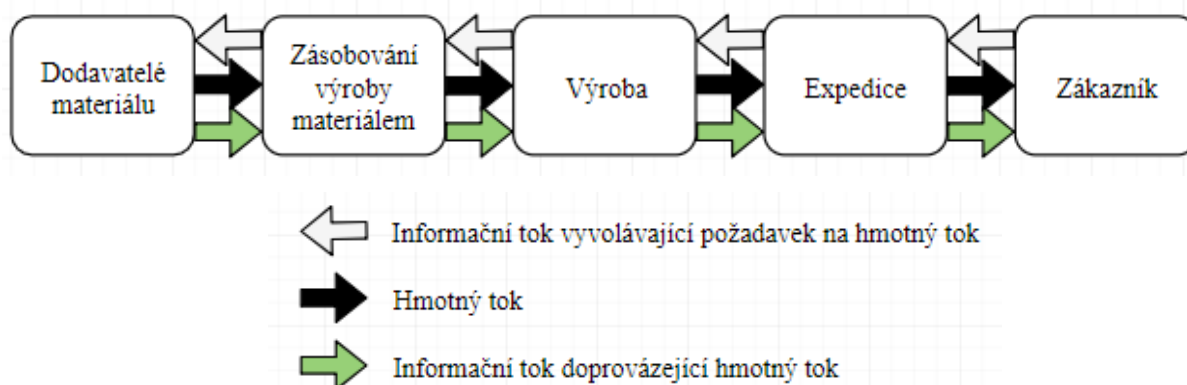 Dodavatelé
materiálu
Zásobování
výroby
materiálem
Výroba
Expedice
Zákazník
Informační tok vyvolávající požadavek na hmotný tok
Hmotný tok
Informační tok doprovázející hmotný tok